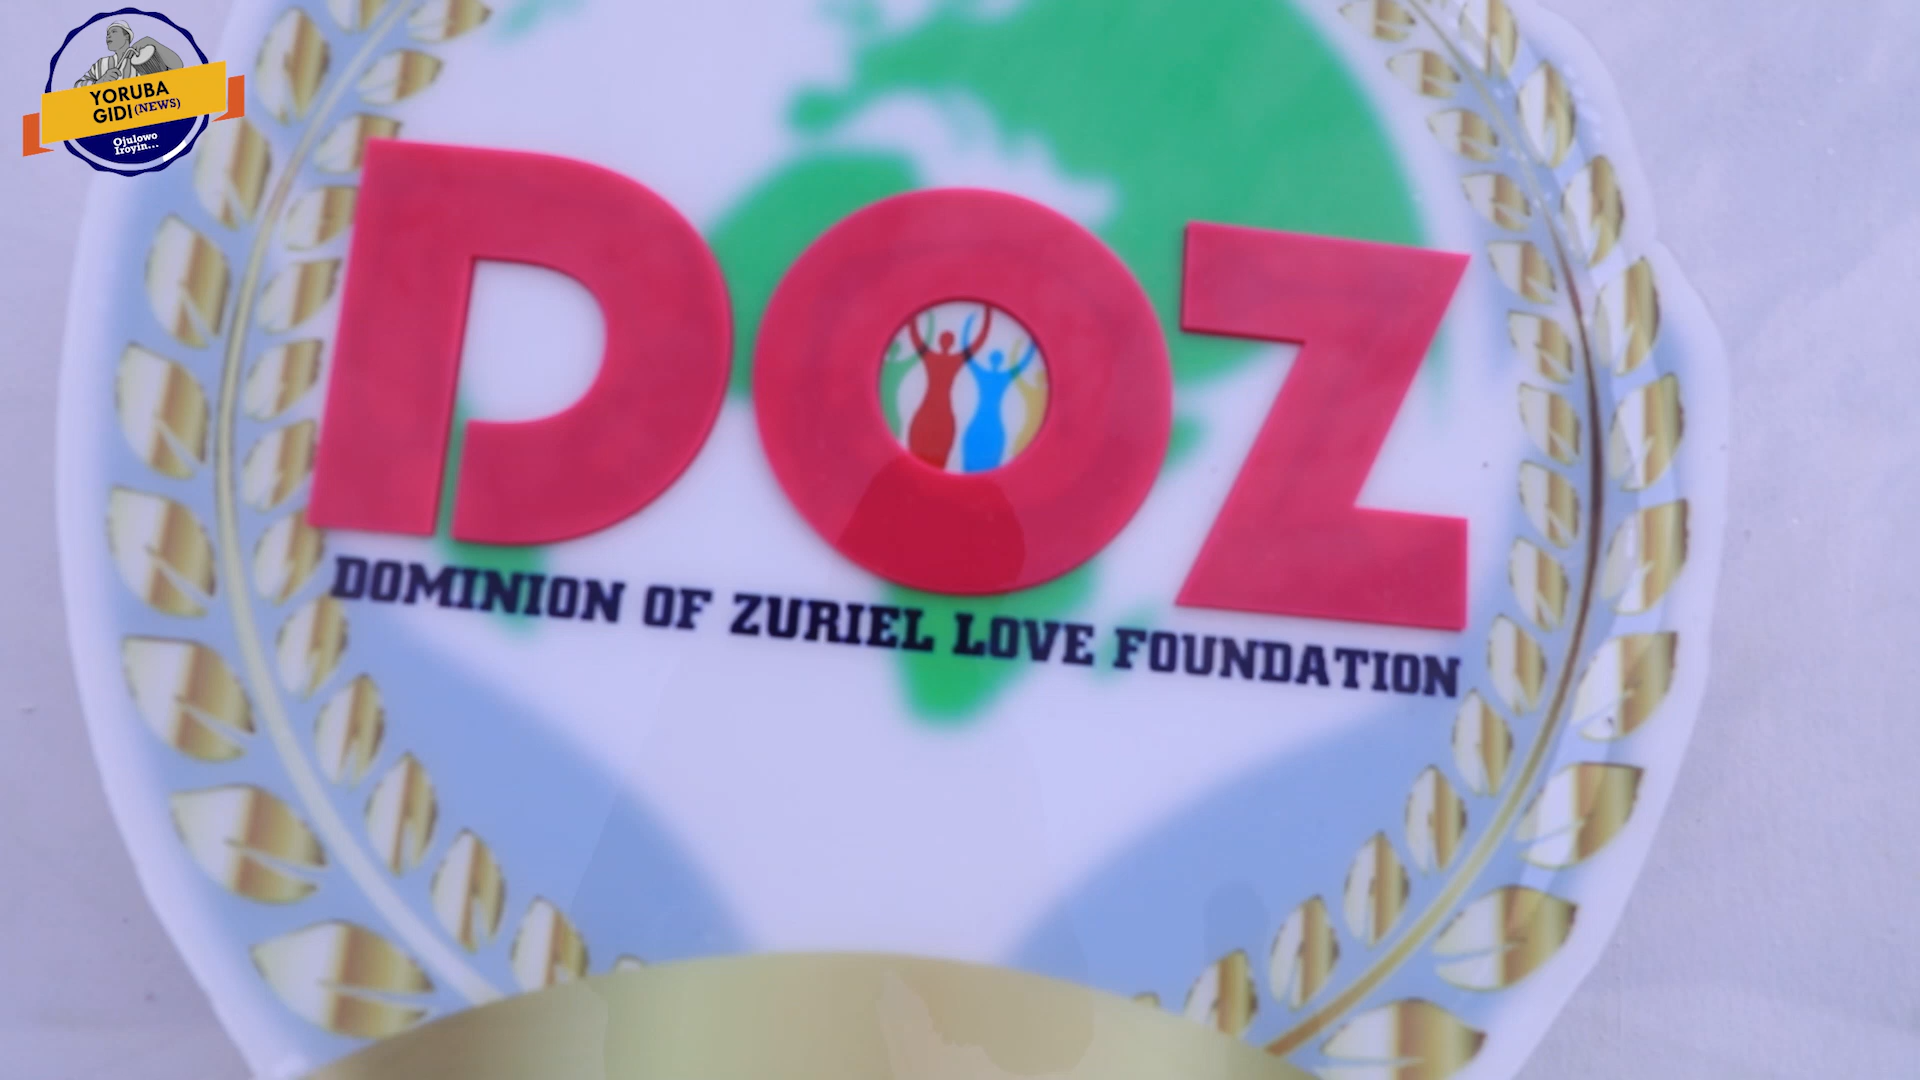 YORUBA
GIDI (NEWS)
Ojulowo
Iroyin...
DOZ
DOMINION OF ZURIEL LOVE FOUNDATION